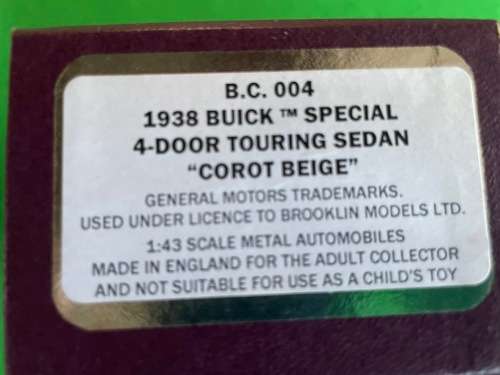 B.C. 004
1938 BUICK ™ SPECIAL
4-DOOR TOURING SEDAN
"COROT BEIGE"
GENERAL MOTORS TRADEMARKS.
USED UNDER LICENCE TO BROOKLIN MODELS LTD.
1:43 SCALE METAL AUTOMOBILES
MADE IN ENGLAND FOR THE ADULT COLLECTOR
AND NOT SUITABLE FOR USE AS A CHILD'S TOY